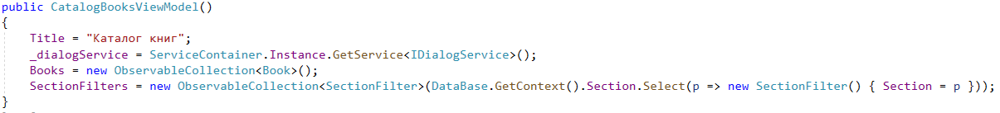 public CatalogBooksViewModel()
{
Title = "Каталог книг";
_dialogService = ServiceContainer.Instance.GetService<IDialogService>();
Books = new ObservableCollection<Book>();
SectionFilters = new ObservableCollection<SectionFilter>(DataBase.GetContext().Section.Select(p => new SectionFilter() { Section = p }));
}